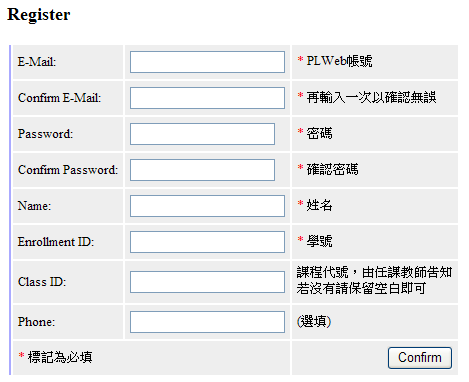 Register
E-Mail: * PLWeb帳號
Confirm E-Mail: * 再輸入一次以確認無誤
Password: * 密碼
Confirm Password: * 確認密碼
Name: * 姓名
Enrollment ID: * 學號
Class ID: 課程代號，由任課教師告知
若沒有請保留空白即可
Phone: (選填)
* 標記為必填 Confirm